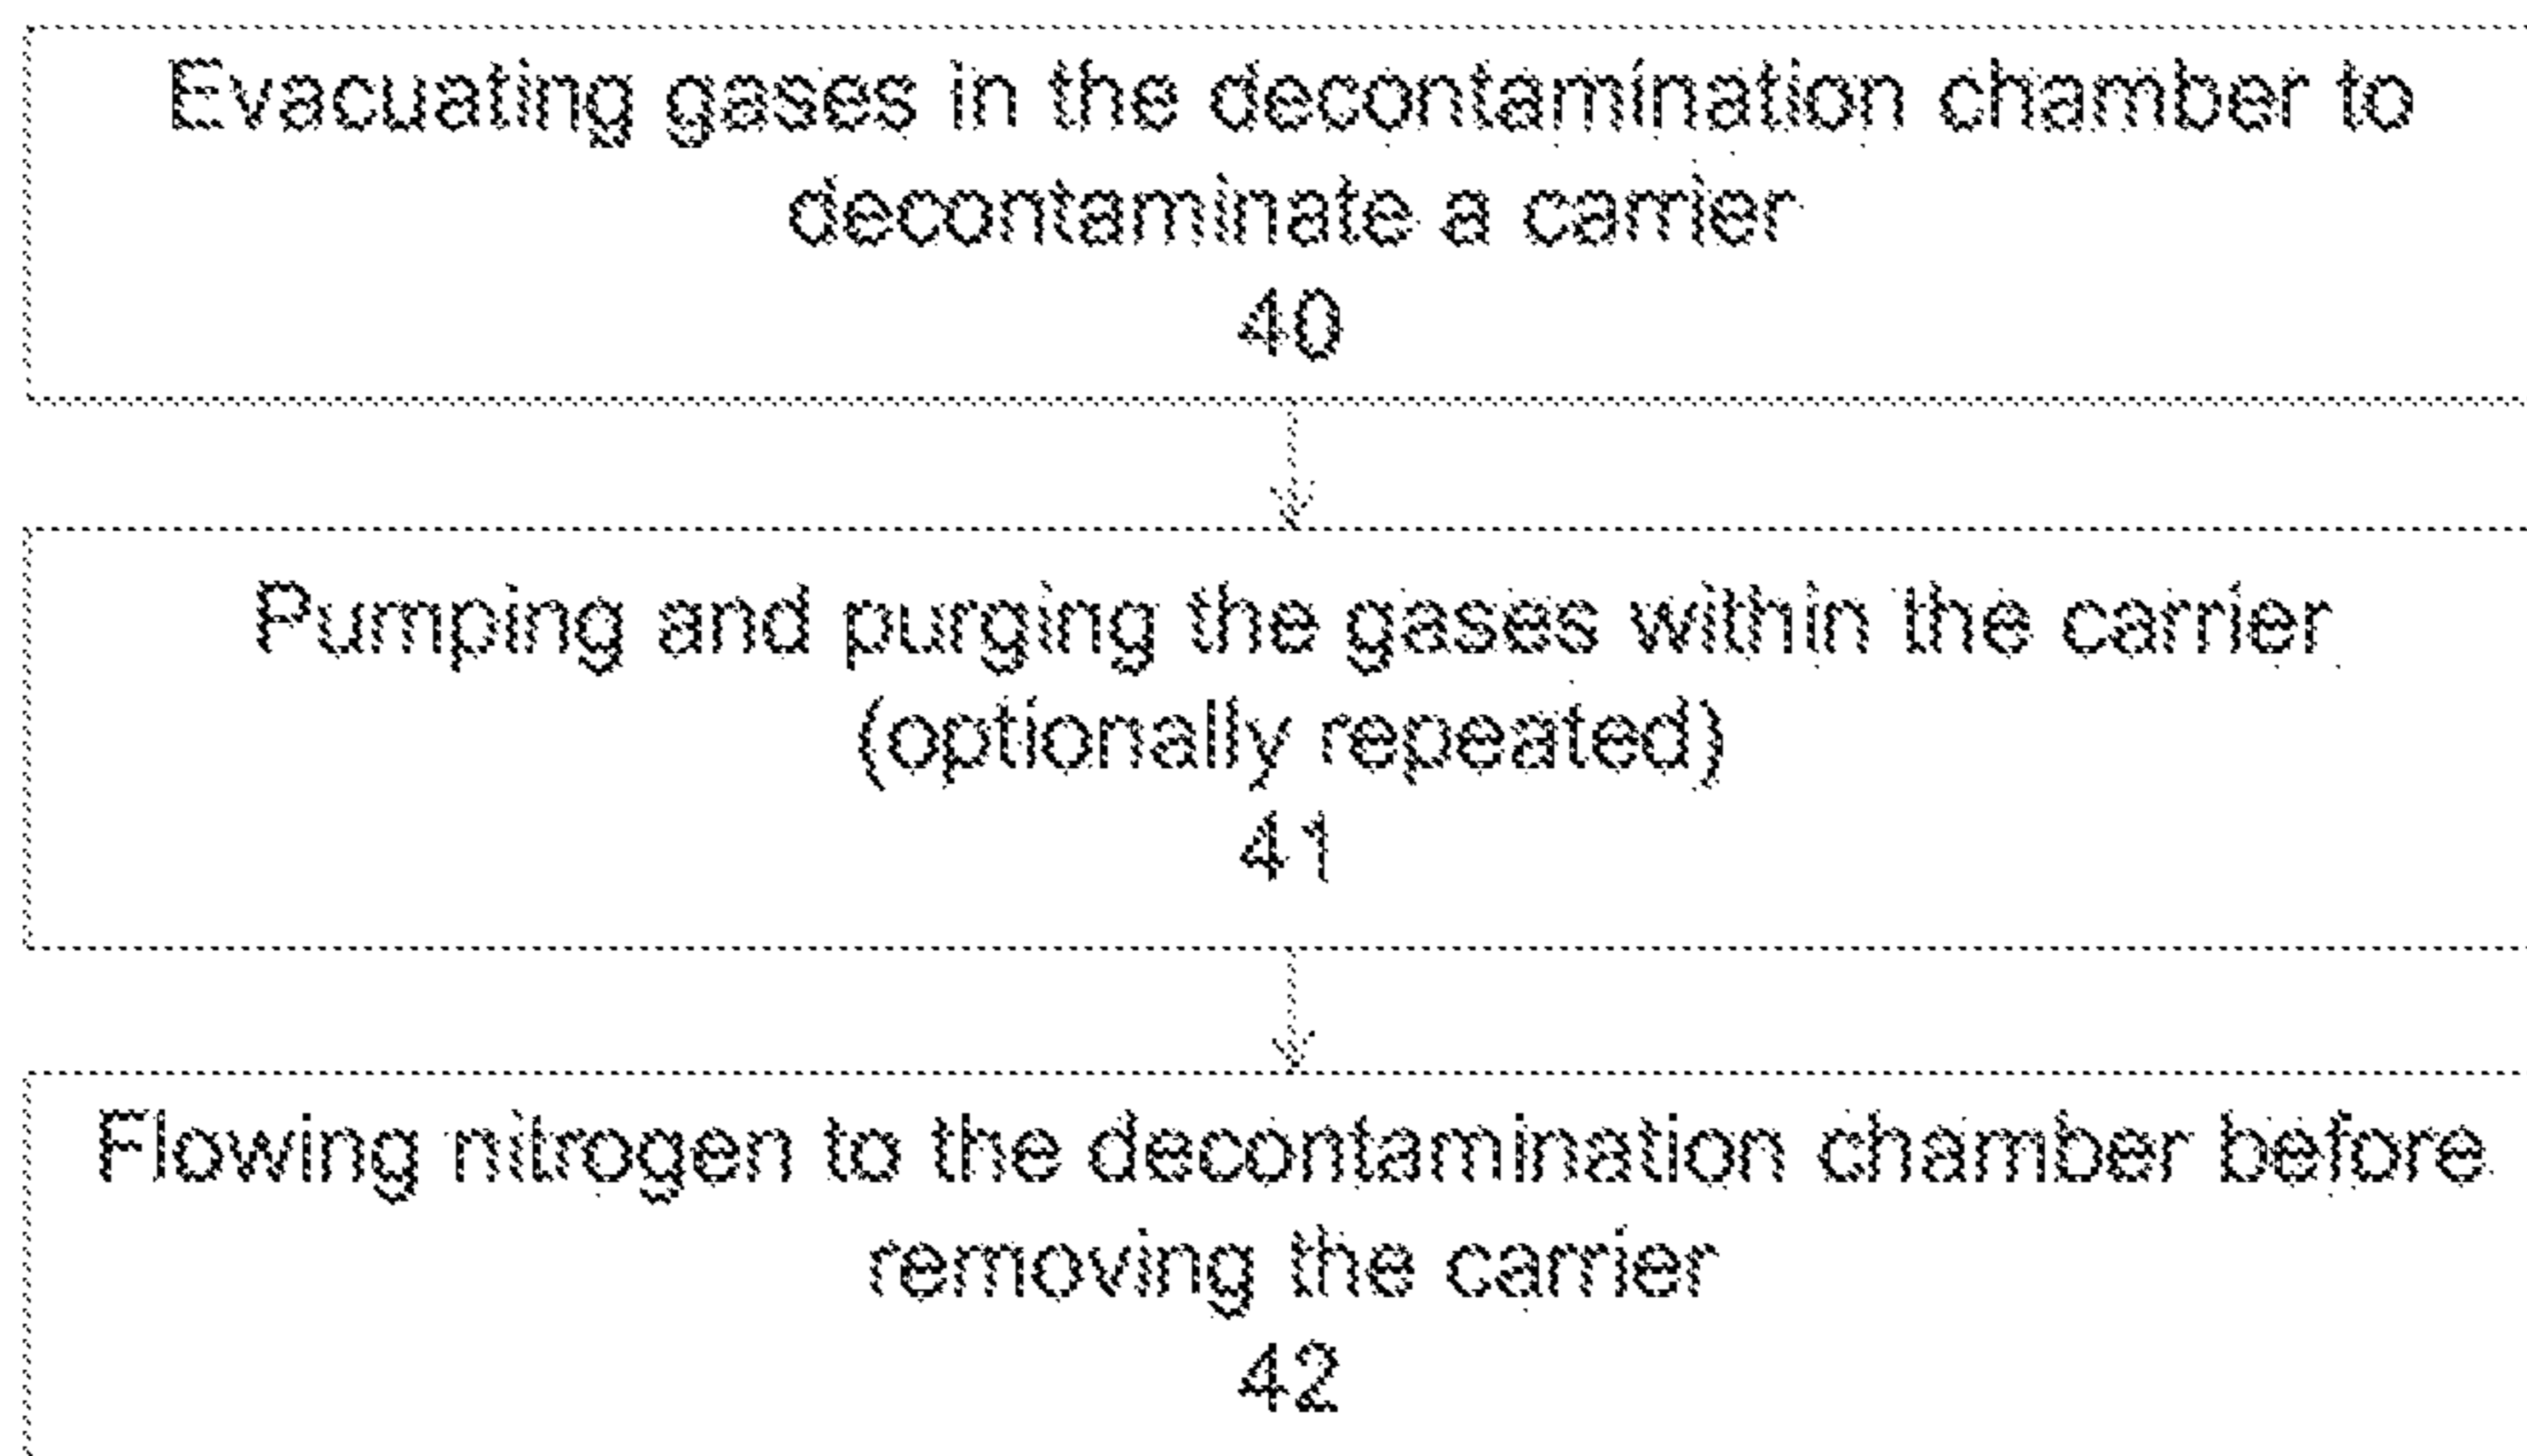 Evacuating gases in the decontamination chamber to
decontaminate a carrier
40
Pumping and purging the gases within the carrier
(optionally repeated)
41
Flowing nitrogen to the decontamination chamber before
removing the carrier
42